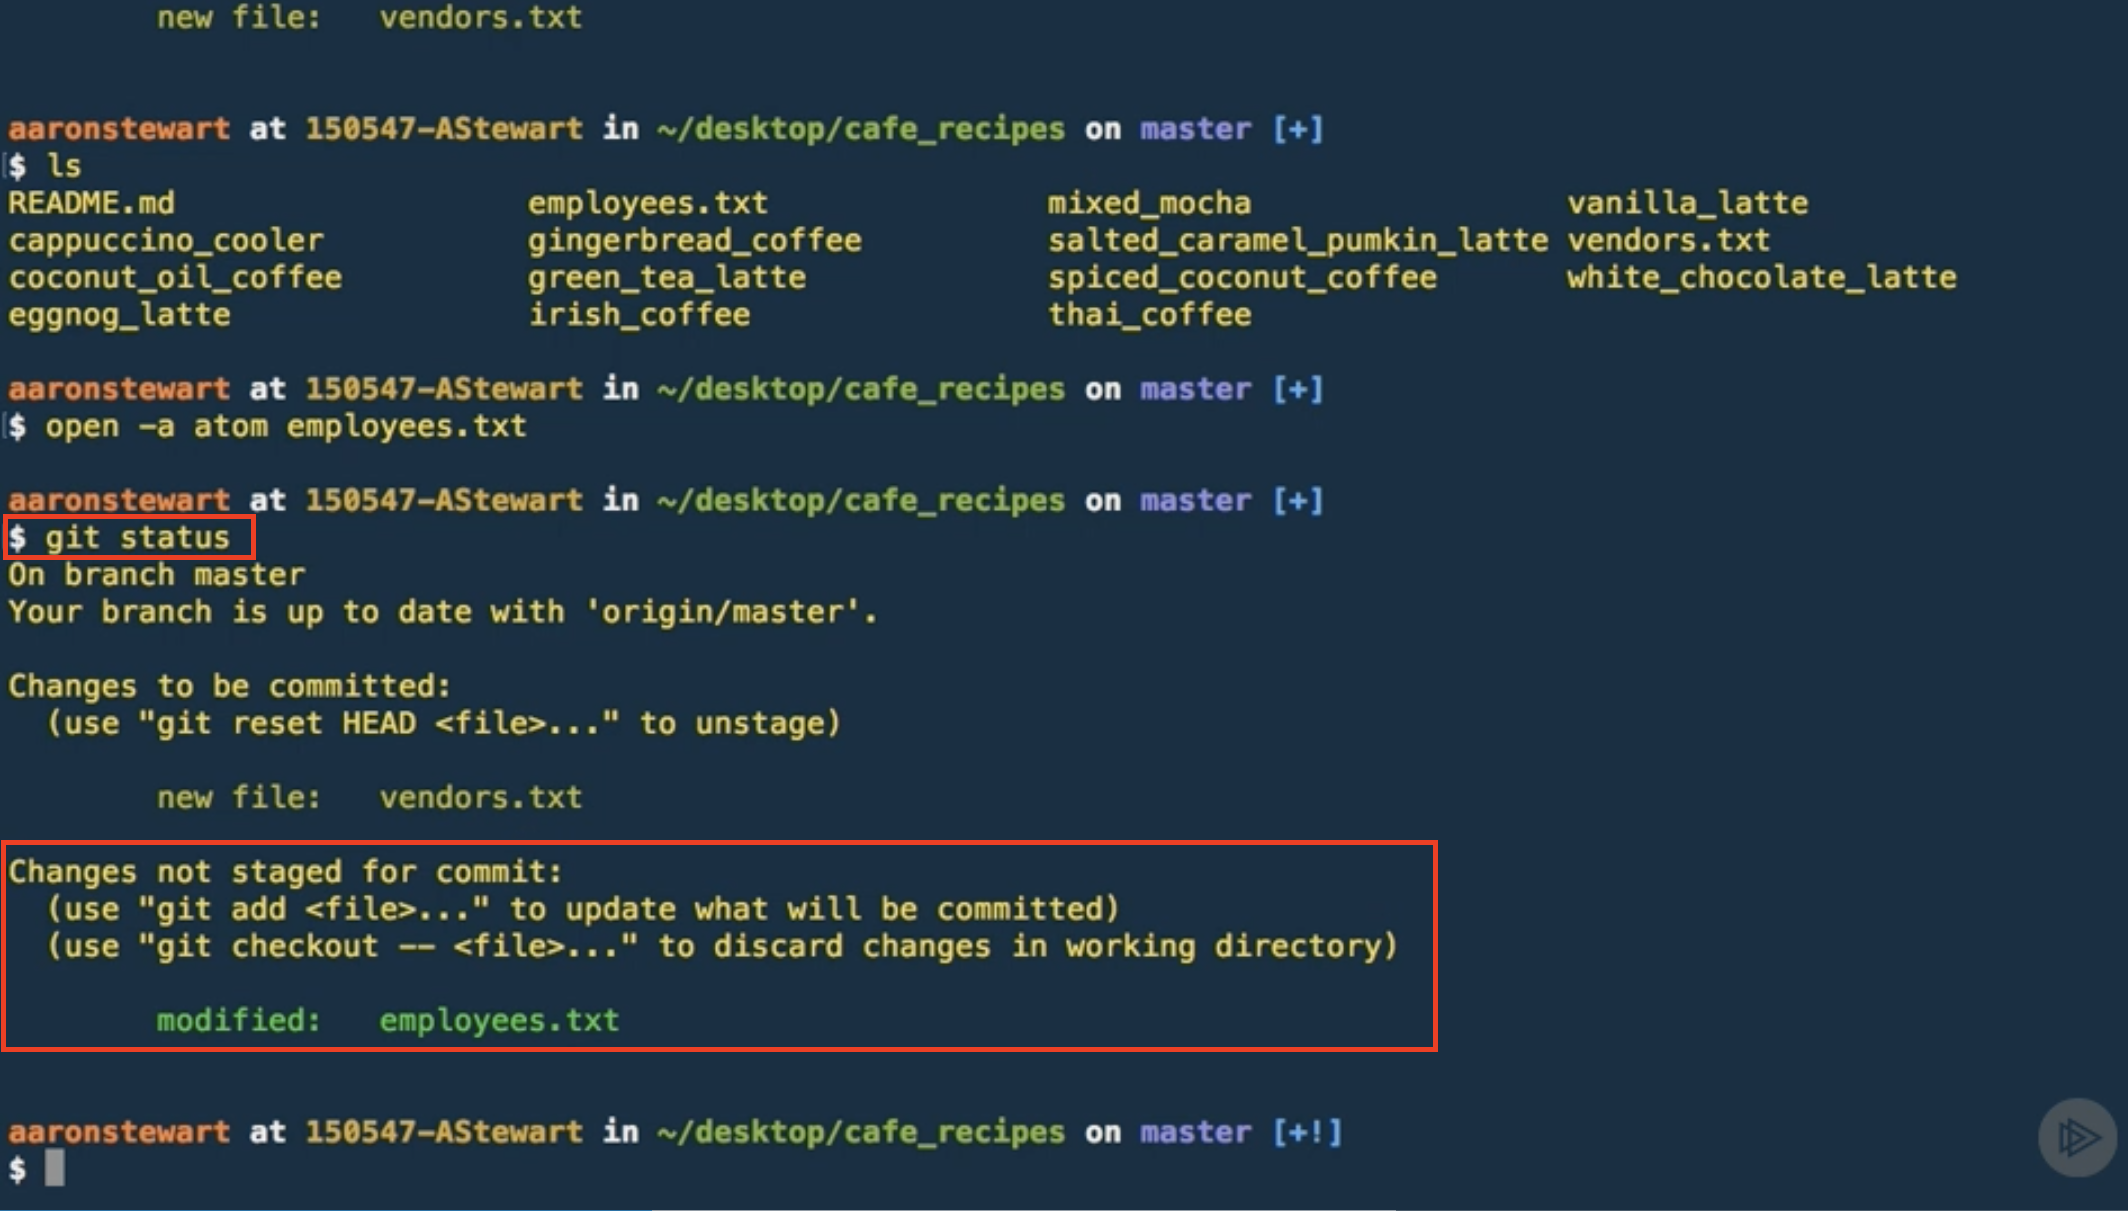 new file:   vendors.txt
aaronstewart at 150547-AStewart in ~/desktop/cafe_recipes on master [+]
$ ls
README.md employees.txt mixed_mocha vanilla_latte
cappuccino_cooler gingerbread_coffee salted_caramel_pumkin_latte vendors.txt
coconut_oil_coffee green_tea_latte spiced_coconut_coffee white_chocolate_latte
eggnog_latte irish_coffee thai_coffee
aaronstewart at 150547-AStewart in ~/desktop/cafe_recipes on master [+]
$ open -a atom employees.txt
aaronstewart at 150547-AStewart in ~/desktop/cafe_recipes on master [+]
$ git status
On branch master
Your branch is up to date with 'origin/master'.
Changes to be committed:
(use "git reset HEAD <file>..." to unstage)
new file:   vendors.txt
Changes not staged for commit:
(use "git add <file>..." to update what will be committed)
(use "git checkout -- <file>..." to discard changes in working directory)
modified:   employees.txt
aaronstewart at 150547-AStewart in ~/desktop/cafe_recipes on master [+!]
$